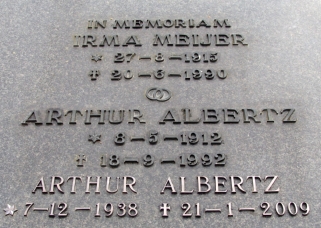 IN MEMORIAM
IRMA MEIJER
* 27-8-1915
† 20-6-1990
ARTHUR ALBERTZ
* 8-5-1912
† 18-9-1992
ARTHUR ALBERTZ
*7-12-1938 †21-1-2009